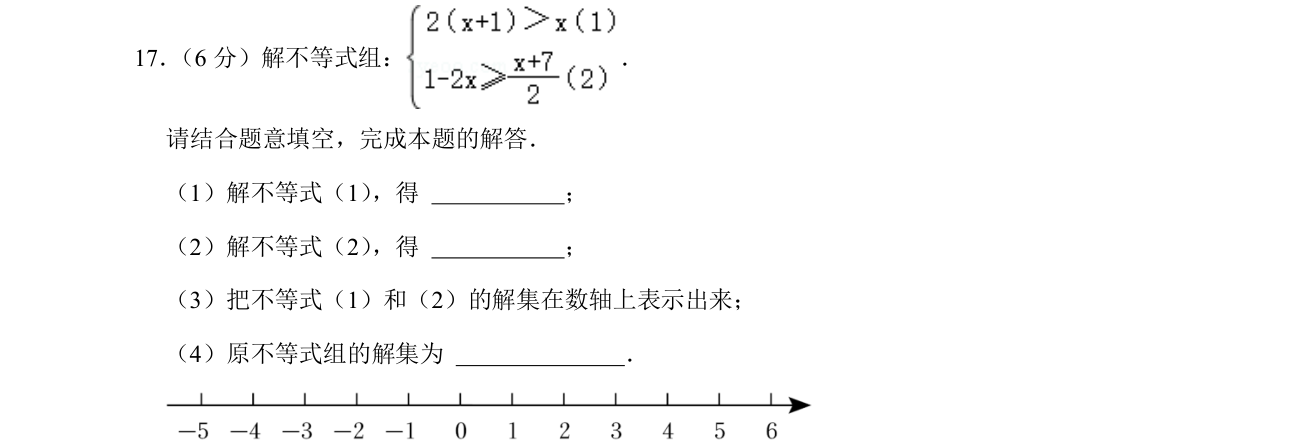 17．（6 分）解不等式组：{2(x+1)＞x(1)
1-2x⩾(x+7)/2(2) ．
请结合题意填空，完成本题的解答．
（1）解不等式（1），得 ___________；
（2）解不等式（2），得 ___________；
（3）把不等式（1）和（2）的解集在数轴上表示出来；
（4）原不等式组的解集为 ______________．
－5 －4 －3 －2 －1 0 1 2 3 4 5 6